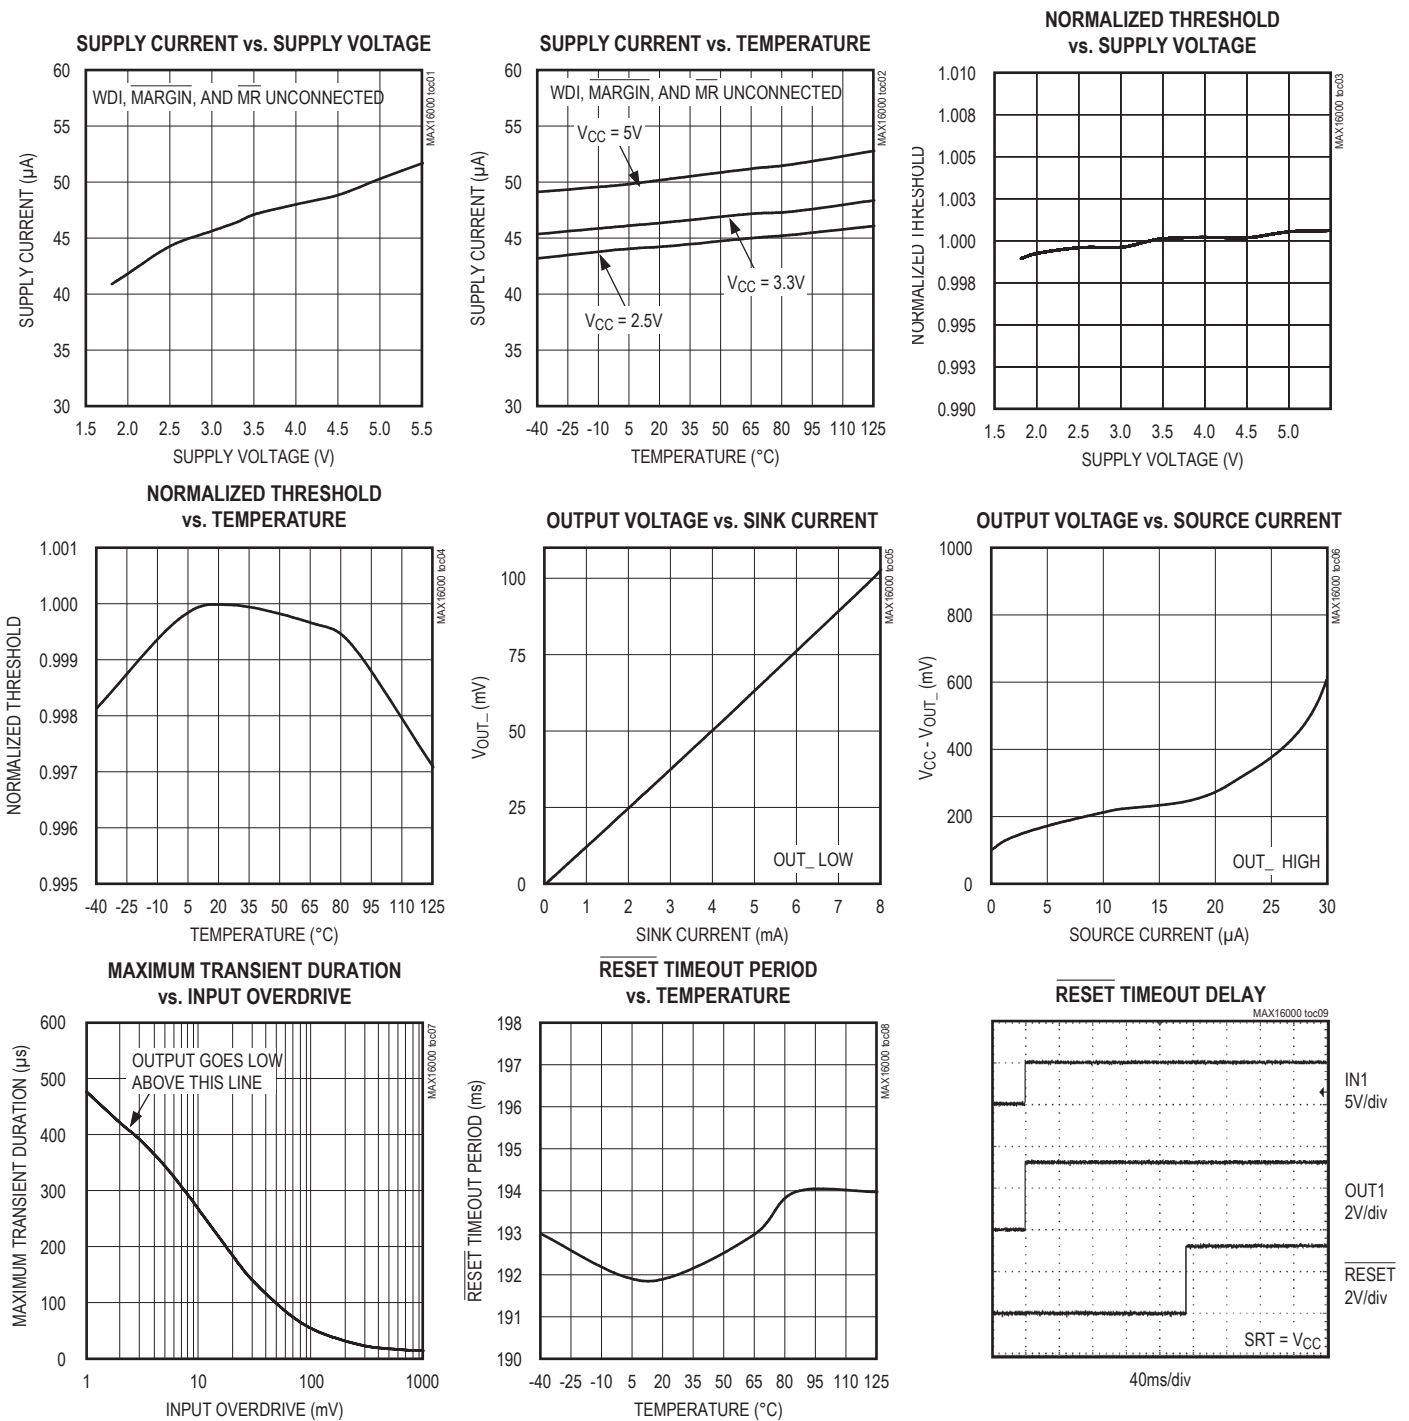 SUPPLY CURRENT vs. SUPPLY VOLTAGE
MAX16000 toc01
WDI, MARGIN, AND MR UNCONNECTED
SUPPLY CURRENT (µA)
60
55
50
45
40
35
30
1.5 2.0 2.5 3.0 3.5 4.0 4.5 5.0 5.5
SUPPLY VOLTAGE (V)
SUPPLY CURRENT vs. TEMPERATURE
MAX16000 toc02
WDI, MARGIN, AND MR UNCONNECTED
VCC = 5V
VCC = 3.3V
VCC = 2.5V
SUPPLY CURRENT (µA)
60
55
50
45
40
35
30
-40 -25 -10 5 20 35 50 65 80 95 110 125
TEMPERATURE (°C)
NORMALIZED THRESHOLD
vs. SUPPLY VOLTAGE
MAX16000 toc03
NORMALIZED THRESHOLD
1.010
1.008
1.005
1.003
1.000
0.998
0.995
0.993
0.990
1.5 2.0 2.5 3.0 3.5 4.0 4.5 5.0
SUPPLY VOLTAGE (V)
NORMALIZED THRESHOLD
vs. TEMPERATURE
MAX16000 toc04
NORMALIZED THRESHOLD
1.001
1.000
0.999
0.998
0.997
0.996
0.995
-40 -25 -10 5 20 35 50 65 80 95 110 125
TEMPERATURE (°C)
OUTPUT VOLTAGE vs. SINK CURRENT
MAX16000 toc05
VOUT_ (mV)
100
75
50
25
0
OUT_ LOW
0 1 2 3 4 5 6 7 8
SINK CURRENT (mA)
OUTPUT VOLTAGE vs. SOURCE CURRENT
MAX16000 toc06
VCC - VOUT_ (mV)
1000
800
600
400
200
0
OUT_ HIGH
0 5 10 15 20 25 30
SOURCE CURRENT (µA)
MAXIMUM TRANSIENT DURATION
vs. INPUT OVERDRIVE
MAX16000 toc07
OUTPUT GOES LOW
ABOVE THIS LINE
MAXIMUM TRANSIENT DURATION (µs)
600
500
400
300
200
100
0
1 10 100 1000
INPUT OVERDRIVE (mV)
RESET TIMEOUT PERIOD
vs. TEMPERATURE
MAX16000 toc08
RESET TIMEOUT PERIOD (ms)
198
197
196
195
194
193
192
191
190
-40 -25 -10 5 20 35 50 65 80 95 110 125
TEMPERATURE (°C)
RESET TIMEOUT DELAY
MAX16000 toc09
IN1
5V/div
OUT1
2V/div
RESET
2V/div
SRT = VCC
40ms/div